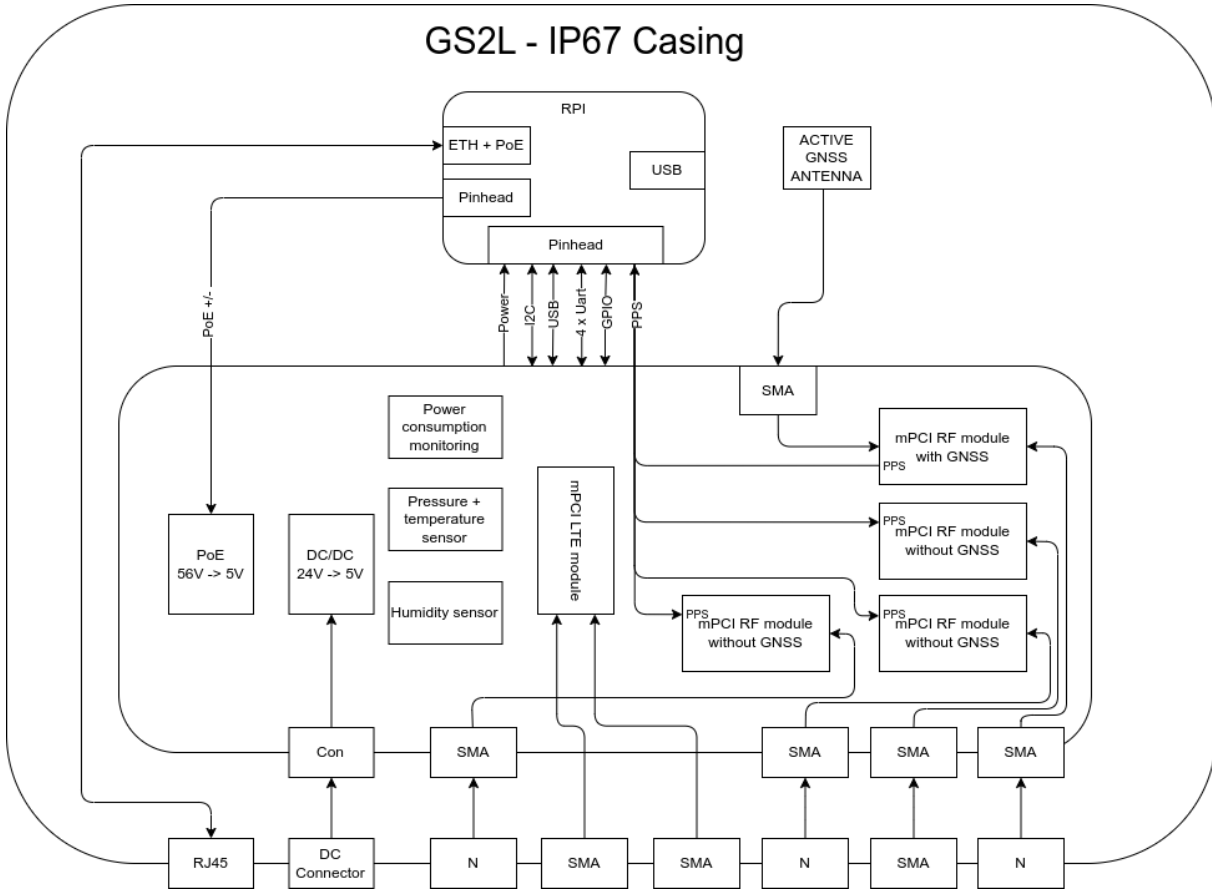 GS2L - IP67 Casing
RPI
ETH + PoE
USB
Pinhead
Pinhead
ACTIVE
GNSS
ANTENNA
PoE +/-
Power
I2C
USB
4 x Uart
GPIO
PPS
SMA
Power
consumption
monitoring
mPCI RF module
with GNSS
PPS
Pressure +
temperature
sensor
mPCI LTE module
PPS
mPCI RF module
without GNSS
PoE
56V -> 5V
DC/DC
24V -> 5V
Humidity sensor
PPS
mPCI RF module
without GNSS
PPS
mPCI RF module
without GNSS
Con
SMA
SMA
SMA
SMA
RJ45
DC
Connector
N
SMA
SMA
N
SMA
N